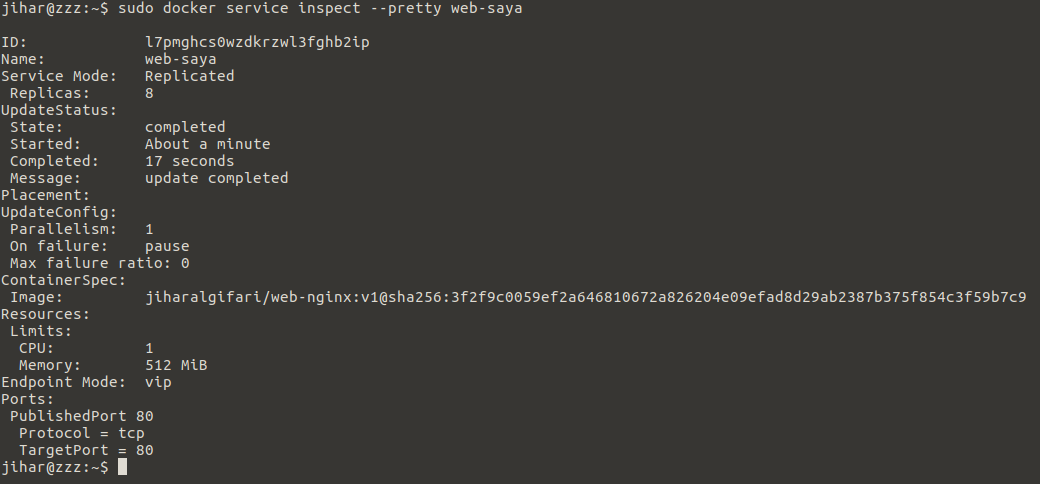 jihar@zzz:~$ sudo docker service inspect --pretty web-saya
ID: l7pmghcs0wzdkrzwl3fghb2ip
Name: web-saya
Service Mode: Replicated
Replicas: 8
UpdateStatus:
State: completed
Started: About a minute
Completed: 17 seconds
Message: update completed
Placement:
UpdateConfig:
Parallelism: 1
On failure: pause
Max failure ratio: 0
ContainerSpec:
Image: jiharalgifari/web-nginx:v1@sha256:3f2f9c0059ef2a646810672a826204e09efad8d29ab2387b375f854c3f59b7c9
Resources:
Limits:
CPU: 1
Memory: 512 MiB
Endpoint Mode: vip
Ports:
PublishedPort 80
Protocol = tcp
TargetPort = 80
jihar@zzz:~$